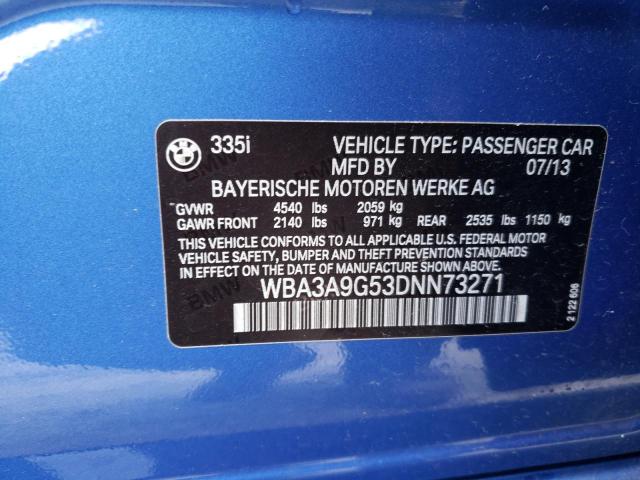 BMW 335i VEHICLE TYPE: PASSENGER CAR
MFD BY 07/13
BAYERISCHE MOTOREN WERKE AG
GVWR 4540 lbs 2059 kg
GAWR FRONT 2140 lbs 971 kg REAR 2535 lbs 1150 kg
THIS VEHICLE CONFORMS TO ALL APPLICABLE U.S. FEDERAL MOTOR
VEHICLE SAFETY, BUMPER AND THEFT PREVENTION STANDARDS
IN EFFECT ON THE DATE OF MANUFACTURE SHOWN ABOVE.
WBA3A9G53DNN73271
2 122 606